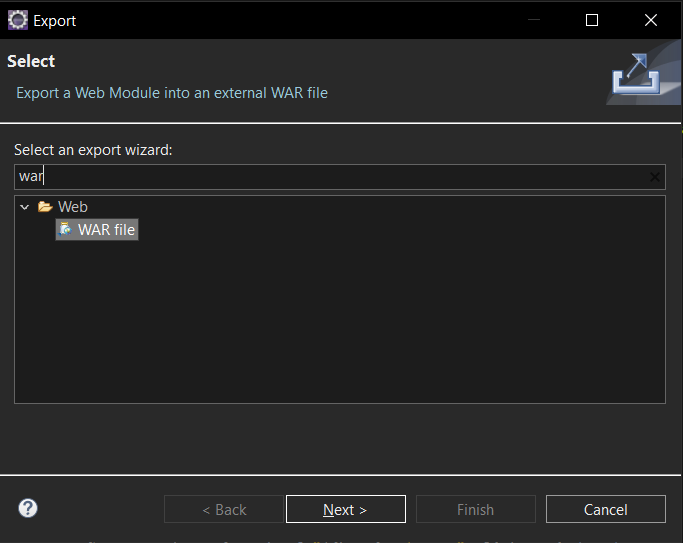 Export
Select
Export a Web Module into an external WAR file
Select an export wizard:
war
Web
WAR file
< Back
Next >
Finish
Cancel